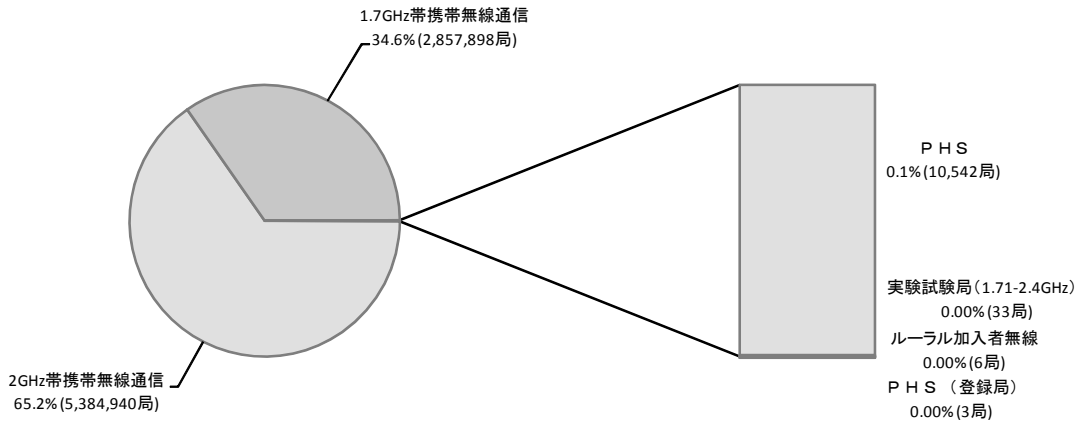 1.7GHz帯携帯無線通信
34.6%(2,857,898局)
PHS
0.1%(10,542局)
実験試験局(1.71-2.4GHz)
0.00%(33局)
ルーラル加入者無線
0.00%(6局)
PHS（登録局）
0.00%(3局)
2GHz帯携帯無線通信
65.2%(5,384,940局)